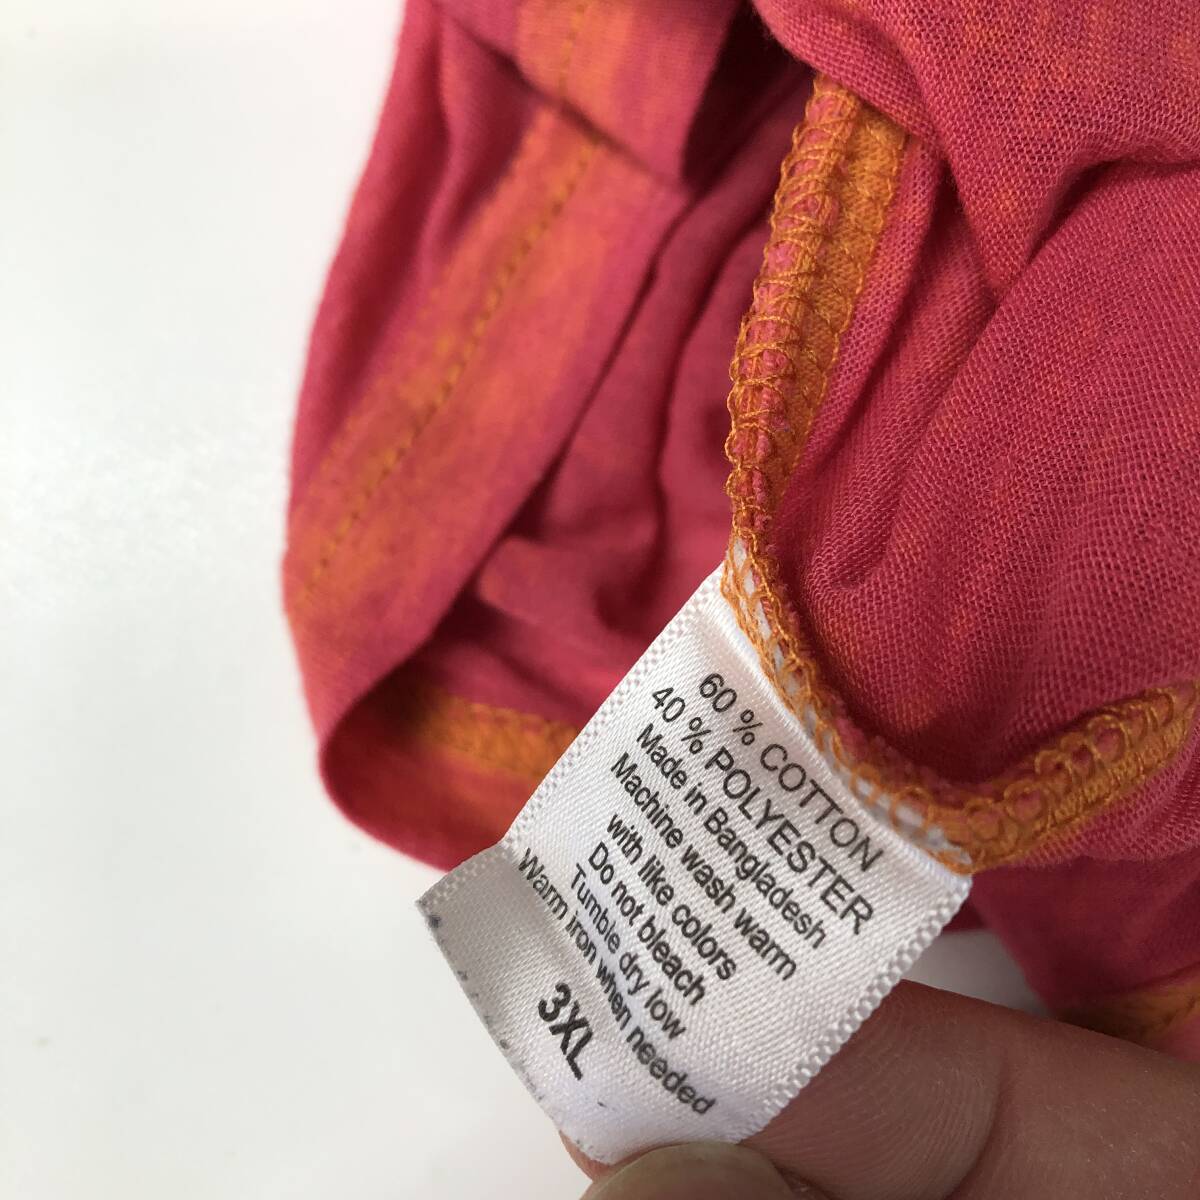 60 % COTTON
40 % POLYESTER
Made in Bangladesh
Machine wash warm
with like colors
Do not bleach
Tumble dry low
Warm iron when needed
3XL